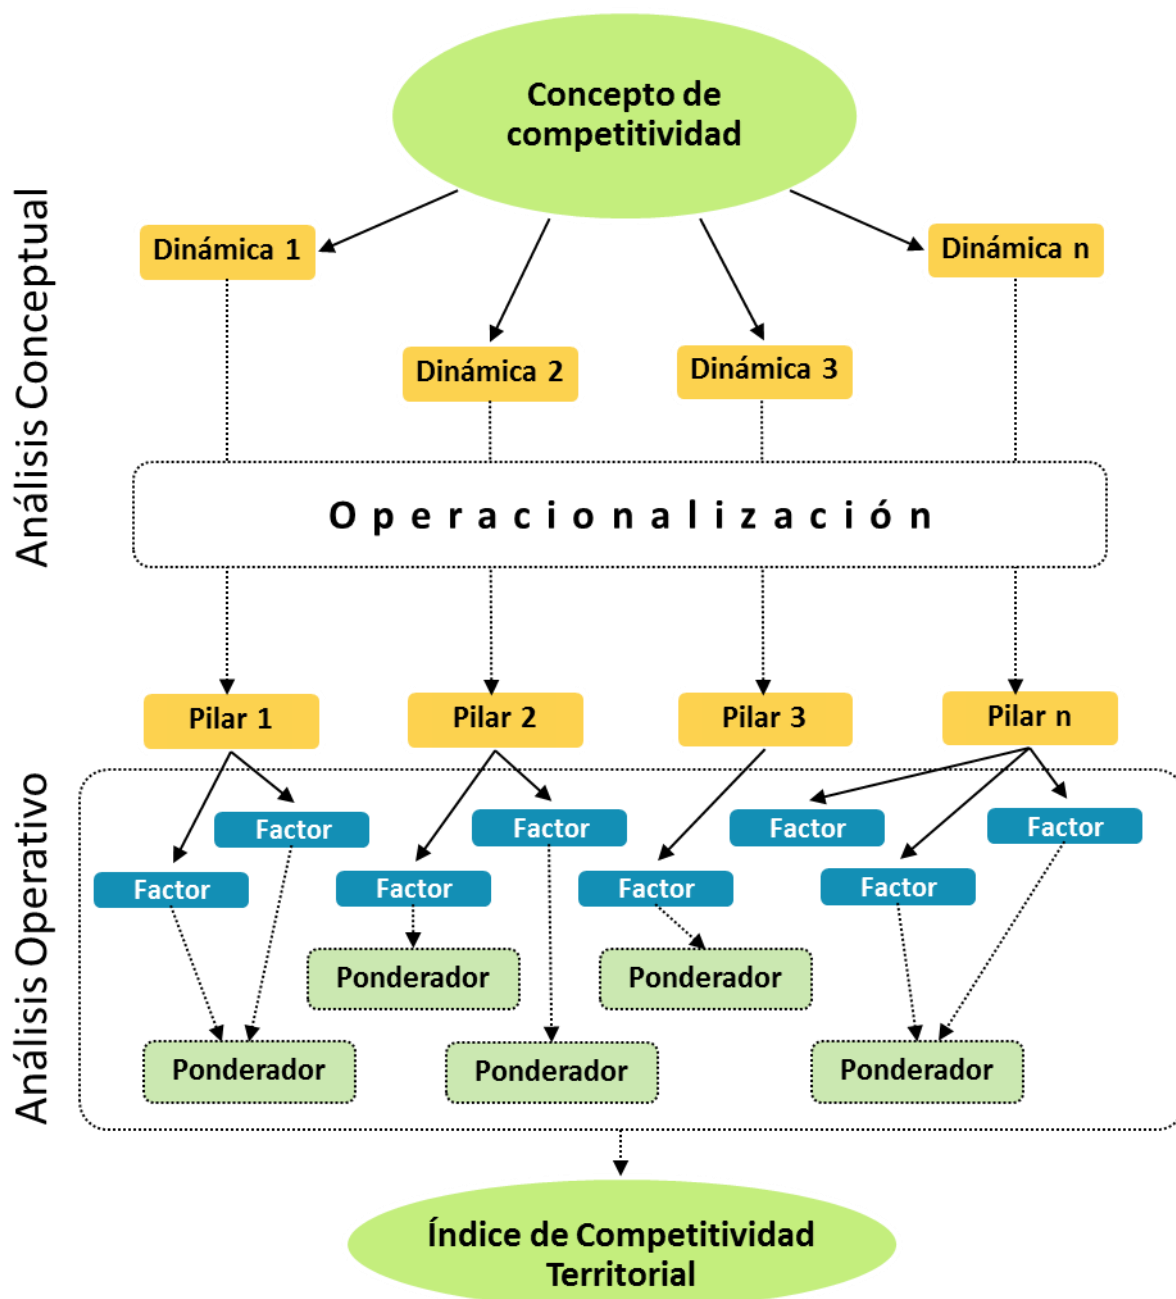 Concepto de
competitividad
Análisis Conceptual
Dinámica 1
Dinámica n
Dinámica 2
Dinámica 3
Operacionalización
Pilar 1
Pilar 2
Pilar 3
Pilar n
Análisis Operativo
Factor
Factor
Factor
Factor
Factor
Factor
Factor
Factor
Ponderador
Ponderador
Ponderador
Ponderador
Ponderador
Índice de Competitividad
Territorial